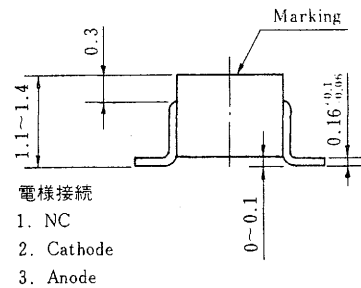 Marking
0.3
1.1~1.4
0.16 +0.1 -0.06
0~0.1
電様接続
1. NC
2. Cathode
3. Anode